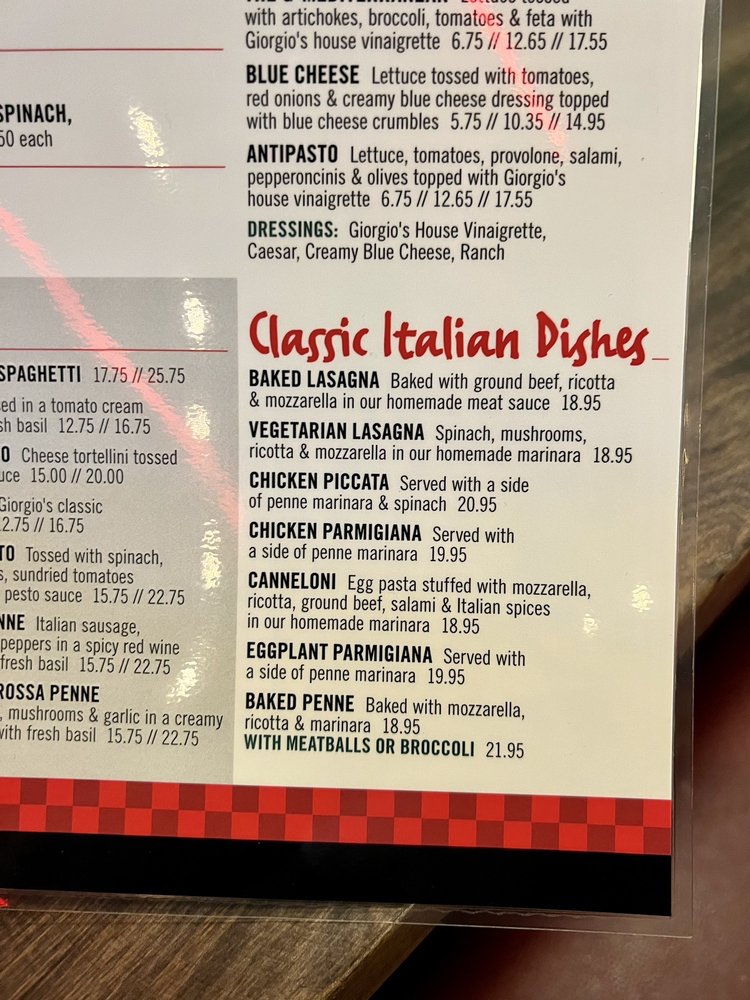 SPINACH,
50 each
SPAGHETTI 17.75 // 25.75
ed in a tomato cream
sh basil 12.75 // 16.75
O Cheese tortellini tossed
uce 15.00 // 20.00
Giorgio's classic
2.75 // 16.75
TO Tossed with spinach,
s, sundried tomatoes
pesto sauce 15.75 // 22.75
NNE Italian sausage,
peppers in a spicy red wine
fresh basil 15.75 // 22.75
ROSSA PENNE
, mushrooms & garlic in a creamy
with fresh basil 15.75 // 22.75
with artichokes, broccoli, tomatoes & feta with
Giorgio's house vinaigrette 6.75 // 12.65 // 17.55
BLUE CHEESE Lettuce tossed with tomatoes,
red onions & creamy blue cheese dressing topped
with blue cheese crumbles 5.75 // 10.35 // 14.95
ANTIPASTO Lettuce, tomatoes, provolone, salami,
pepperoncinis & olives topped with Giorgio's
house vinaigrette 6.75 // 12.65 // 17.55
DRESSINGS: Giorgio's House Vinaigrette,
Caesar, Creamy Blue Cheese, Ranch
Classic Italian Dishes
BAKED LASAGNA Baked with ground beef, ricotta
& mozzarella in our homemade meat sauce 18.95
VEGETARIAN LASAGNA Spinach, mushrooms,
ricotta & mozzarella in our homemade marinara 18.95
CHICKEN PICCATA Served with a side
of penne marinara & spinach 20.95
CHICKEN PARMIGIANA Served with
a side of penne marinara 19.95
CANNELONI Egg pasta stuffed with mozzarella,
ricotta, ground beef, salami & Italian spices
in our homemade marinara 18.95
EGGPLANT PARMIGIANA Served with
a side of penne marinara 19.95
BAKED PENNE Baked with mozzarella,
ricotta & marinara 18.95
WITH MEATBALLS OR BROCCOLI 21.95